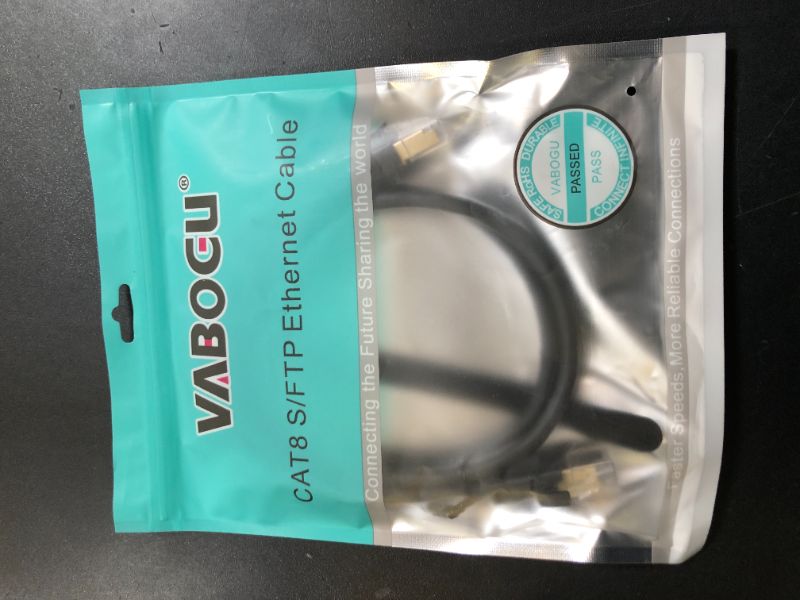 VABOGU®
CAT8 S/FTP Ethernet Cable
Connecting the Future Sharing the world
SAFE RoHS DURABLE
VABOGU
PASSED
PASS
CONNECT INFINITE
Faster Speeds,More Reliable Connections